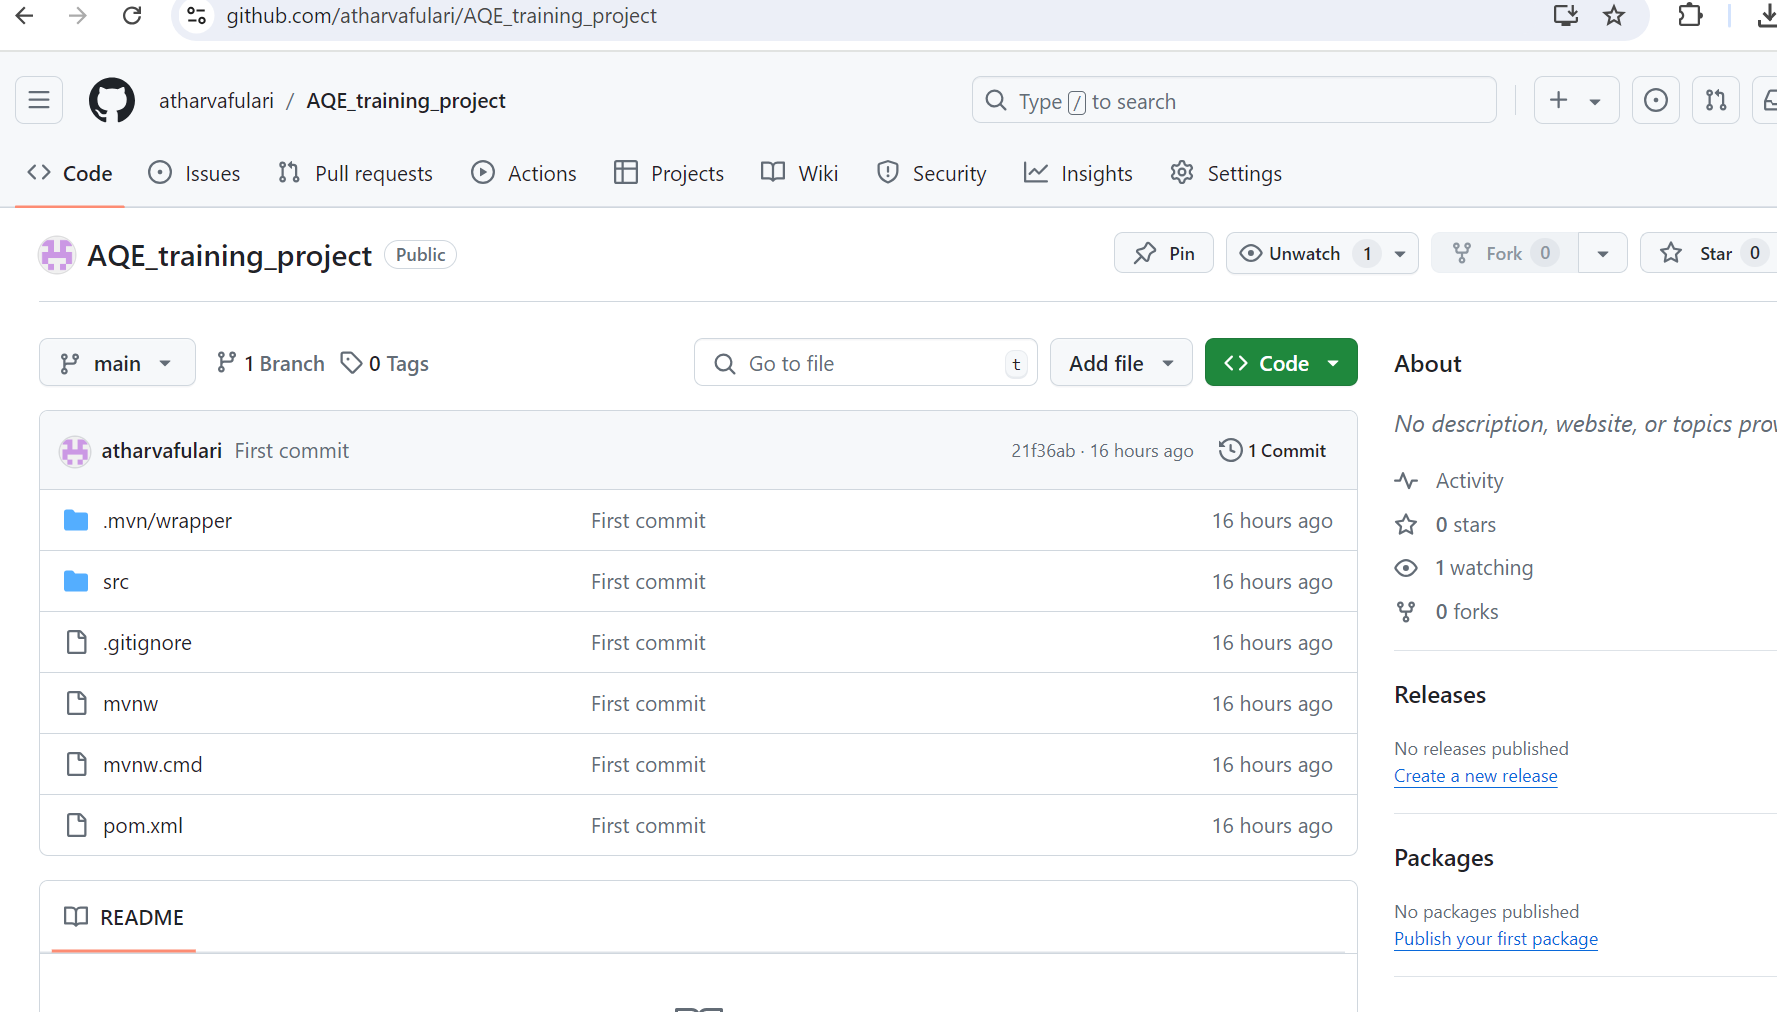 github.com/atharvafulari/AQE_training_project
atharvafulari / AQE_training_project
Type / to search
Code Issues Pull requests Actions Projects Wiki Security Insights Settings
AQE_training_project Public
Pin Unwatch 1 Fork 0 Star 0
main 1 Branch 0 Tags Go to file t Add file Code
atharvafulari First commit 21f36ab · 16 hours ago 1 Commit
.mvn/wrapper First commit 16 hours ago
src First commit 16 hours ago
.gitignore First commit 16 hours ago
mvnw First commit 16 hours ago
mvnw.cmd First commit 16 hours ago
pom.xml First commit 16 hours ago
README
About
No description, website, or topics prov
Activity
0 stars
1 watching
0 forks
Releases
No releases published
Create a new release
Packages
No packages published
Publish your first package